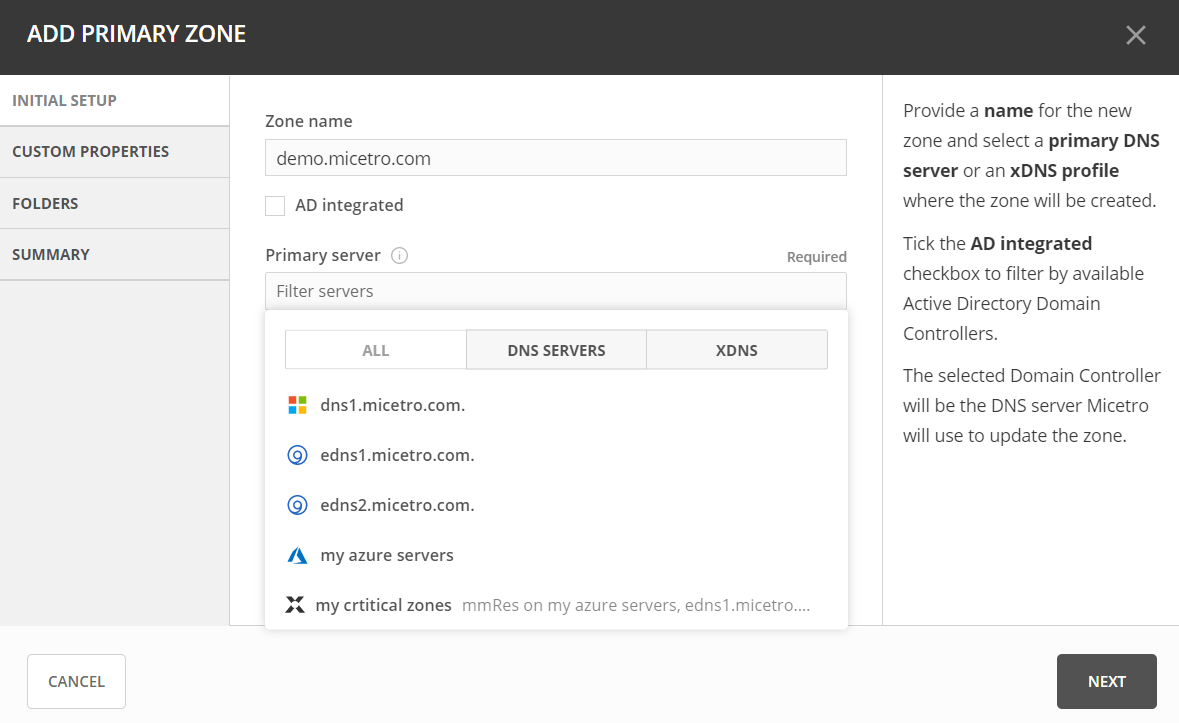 ADD PRIMARY ZONE
INITIAL SETUP
CUSTOM PROPERTIES
FOLDERS
SUMMARY
Zone name
demo.micetro.com
AD integrated
Primary server
Required
Filter servers
ALL DNS SERVERS XDNS
dns1.micetro.com.
edns1.micetro.com.
edns2.micetro.com.
my azure servers
my crtitical zones mmRes on my azure servers, edns1.micetro....
Provide a name for the new
zone and select a primary DNS
server or an xDNS profile
where the zone will be created.
Tick the AD integrated
checkbox to filter by available
Active Directory Domain
Controllers.
The selected Domain Controller
will be the DNS server Micetro
will use to update the zone.
CANCEL
NEXT